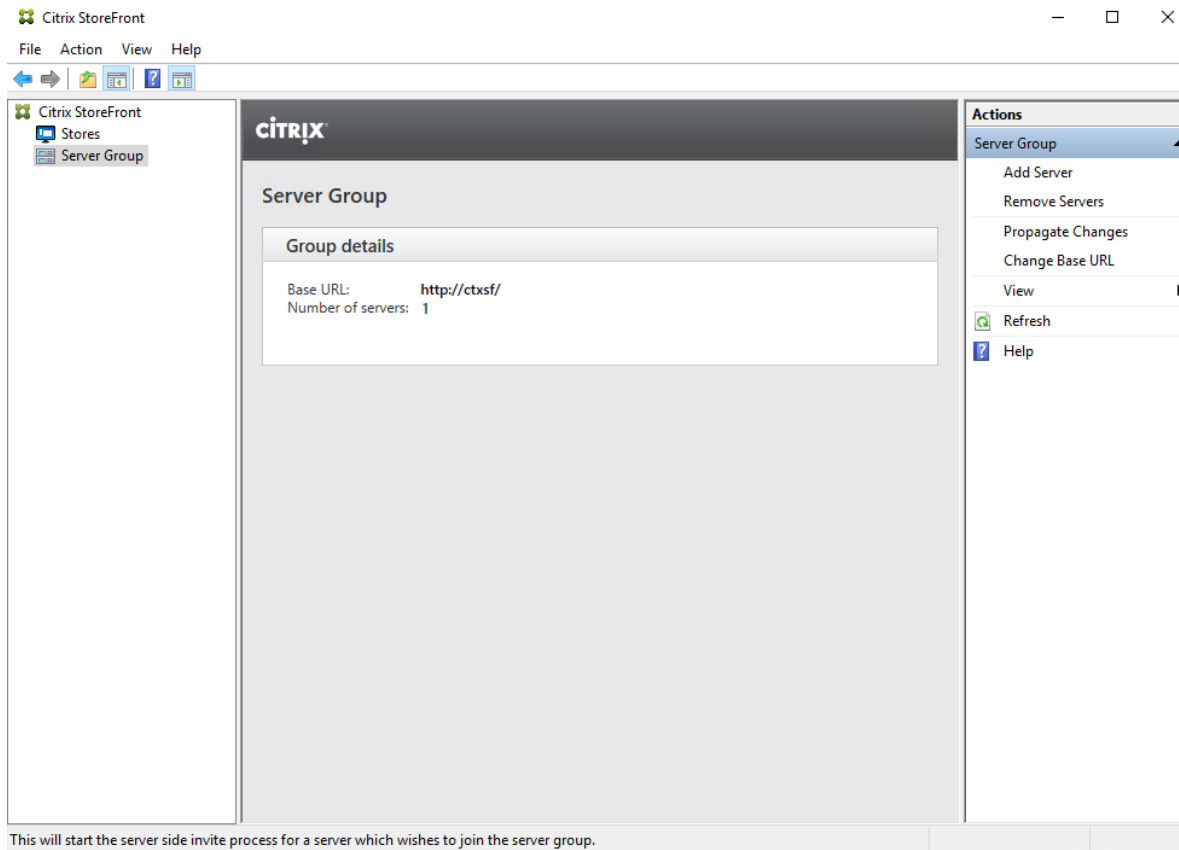 Citrix StoreFront
File Action View Help
Citrix StoreFront
Stores
Server Group
CİTRIX
Server Group
Group details
Base URL: http://ctxsf/
Number of servers: 1
Actions
Server Group
Add Server
Remove Servers
Propagate Changes
Change Base URL
View
Refresh
Help
This will start the server side invite process for a server which wishes to join the server group.